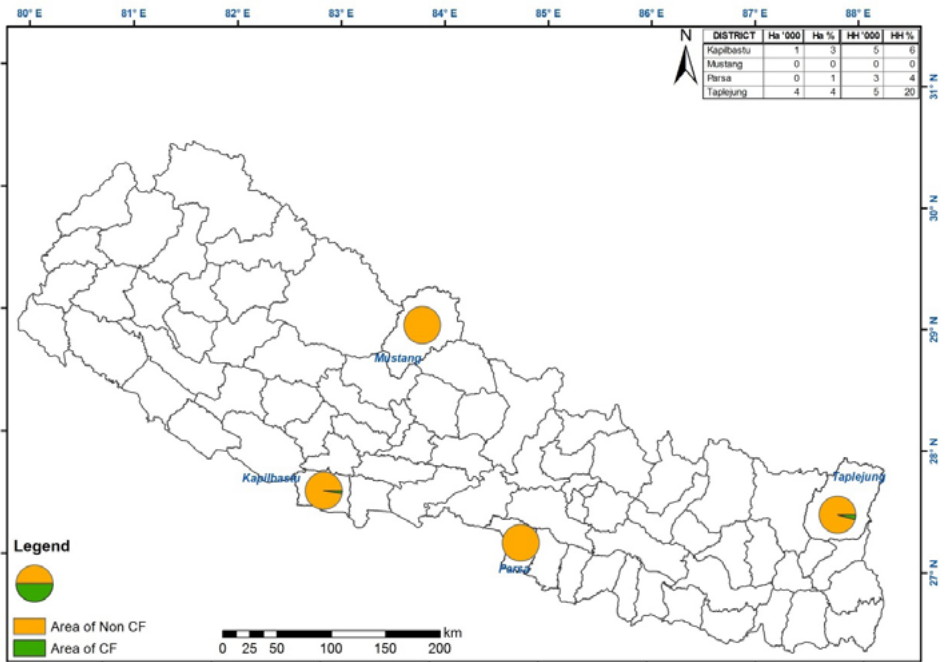 80° E 81° E 82° E 83° E 84° E 85° E 86° E 87° E 88° E
N
DISTRICT Ha '000 Ha % HH '000 HH %
Kapilbastu 1 3 5 6
Mustang 0 0 0 0
Parsa 0 1 3 4
Taplejung 4 4 5 20
31° N
30° N
29° N
Mustang
28° N
Kapilbastu
Taplejung
27° N
Parsa
Legend
Area of Non CF
Area of CF
km
0 25 50 100 150 200